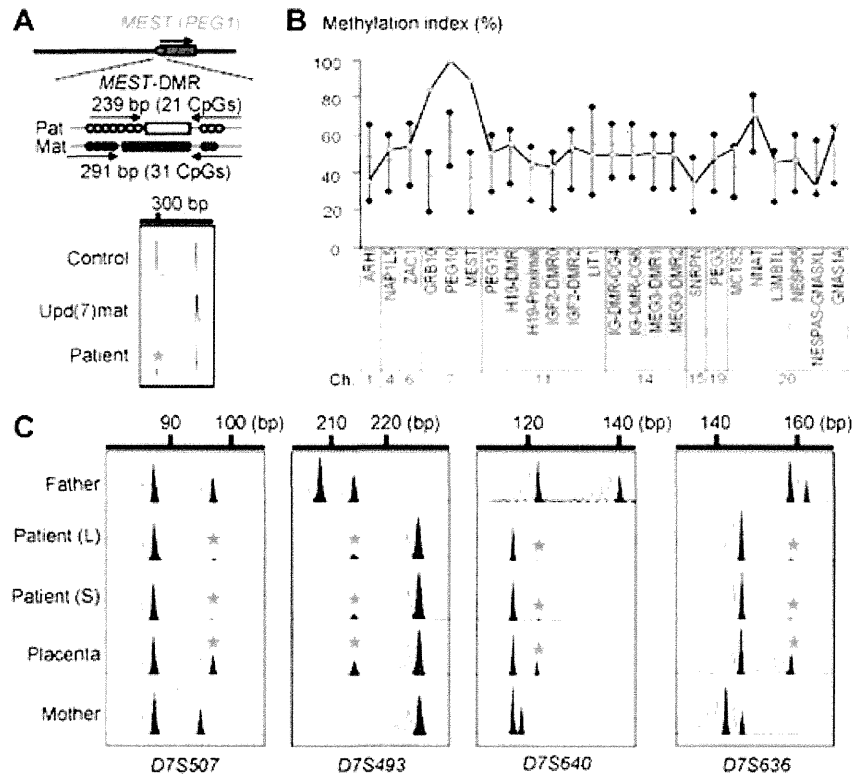 A
MEST (PEG1)
MEST-DMR
239 bp (21 CpGs)
Pat
Mat
291 bp (31 CpGs)
300 bp
Control
Upd(7)mat
Patient
B
Methylation index (%)
100
80
60
40
20
0
ARHI
NAP1L5
ZAC1
GRB10
PEG10
MEST
PEG13
H19-DMR
H19-Proximal
IGF2-DMR0
IGF2-DMR2
LIT1
IG-DMR-CG4
IG-DMR-CG6
MEG3-DMR1
MEG3-DMR2
SNRPN
PEG3
MCTS2
NNAT
L3MBTL
NESP55
NESPAS-GNASXL
GNAS1A
Ch. 1 4 6 7 11 14 15 19 20
C
90 100 (bp)
210 220 (bp)
120 140 (bp)
140 160 (bp)
Father
Patient (L)
Patient (S)
Placenta
Mother
D7S507
D7S493
D7S640
D7S636